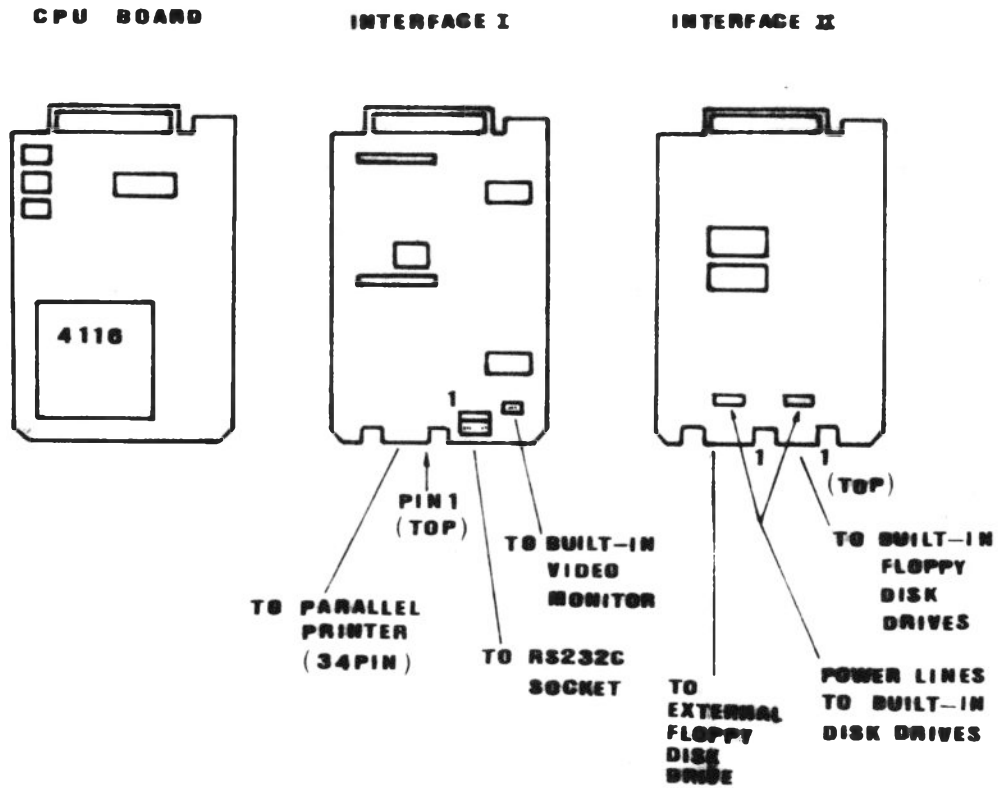 CPU BOARD
INTERFACE I
INTERFACE II
4116
1
PIN 1
(TOP)
TO BUILT-IN
VIDEO
MONITOR
TO PARALLEL
PRINTER
(34PIN)
TO RS232C
SOCKET
1
1
(TOP)
TO BUILT-IN
FLOPPY
DISK
DRIVES
POWER LINES
TO BUILT-IN
DISK DRIVES
TO
EXTERNAL
FLOPPY
DISK
DRIVE